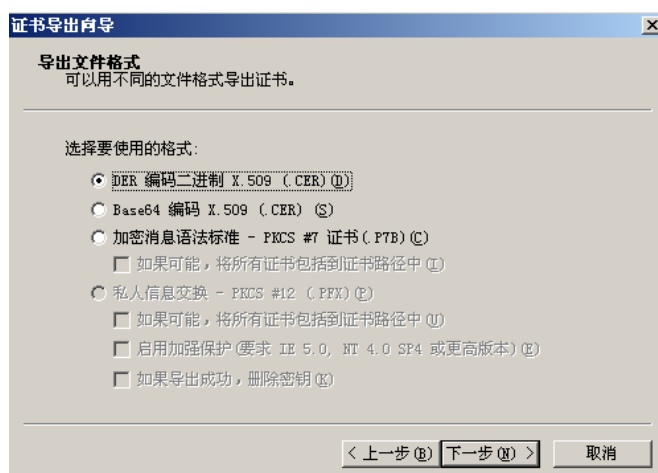 证书导出向导
导出文件格式
可以用不同的文件格式导出证书。
选择要使用的格式:
DER 编码二进制 X.509 (.CER)(D)
Base64 编码 X.509 (.CER) (S)
加密消息语法标准 - PKCS #7 证书(.P7B)(C)
如果可能，将所有证书包括到证书路径中(I)
私人信息交换 - PKCS #12 (.PFX)(P)
如果可能，将所有证书包括到证书路径中(U)
启用加强保护(要求 IE 5.0, NT 4.0 SP4 或更高版本)(E)
如果导出成功，删除密钥(K)
< 上一步(B) 下一步(N) > 取消